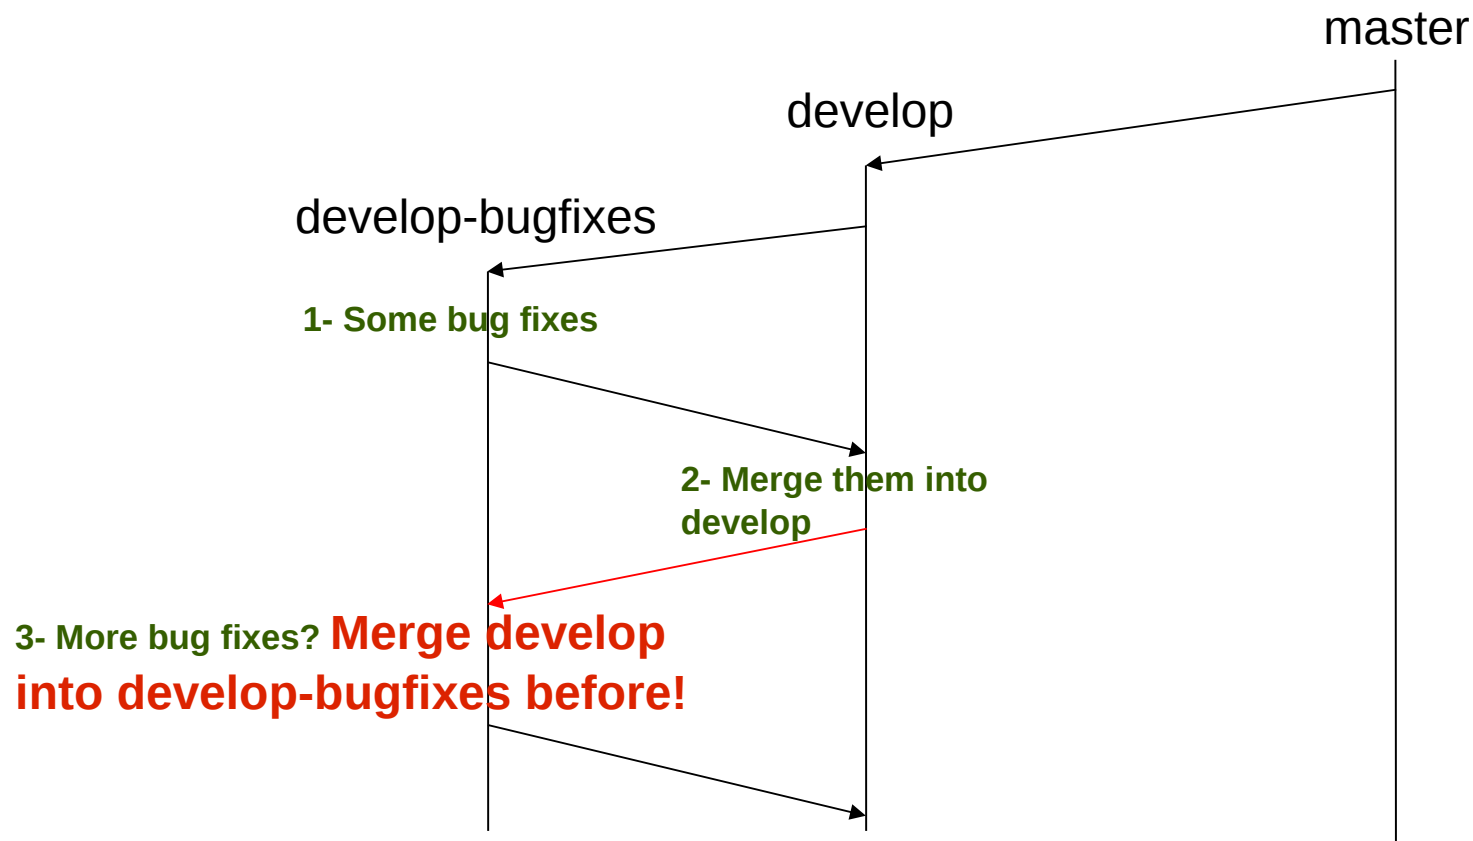 master
develop
develop-bugfixes
1- Some bug fixes
2- Merge them into
develop
3- More bug fixes? Merge develop
into develop-bugfixes before!